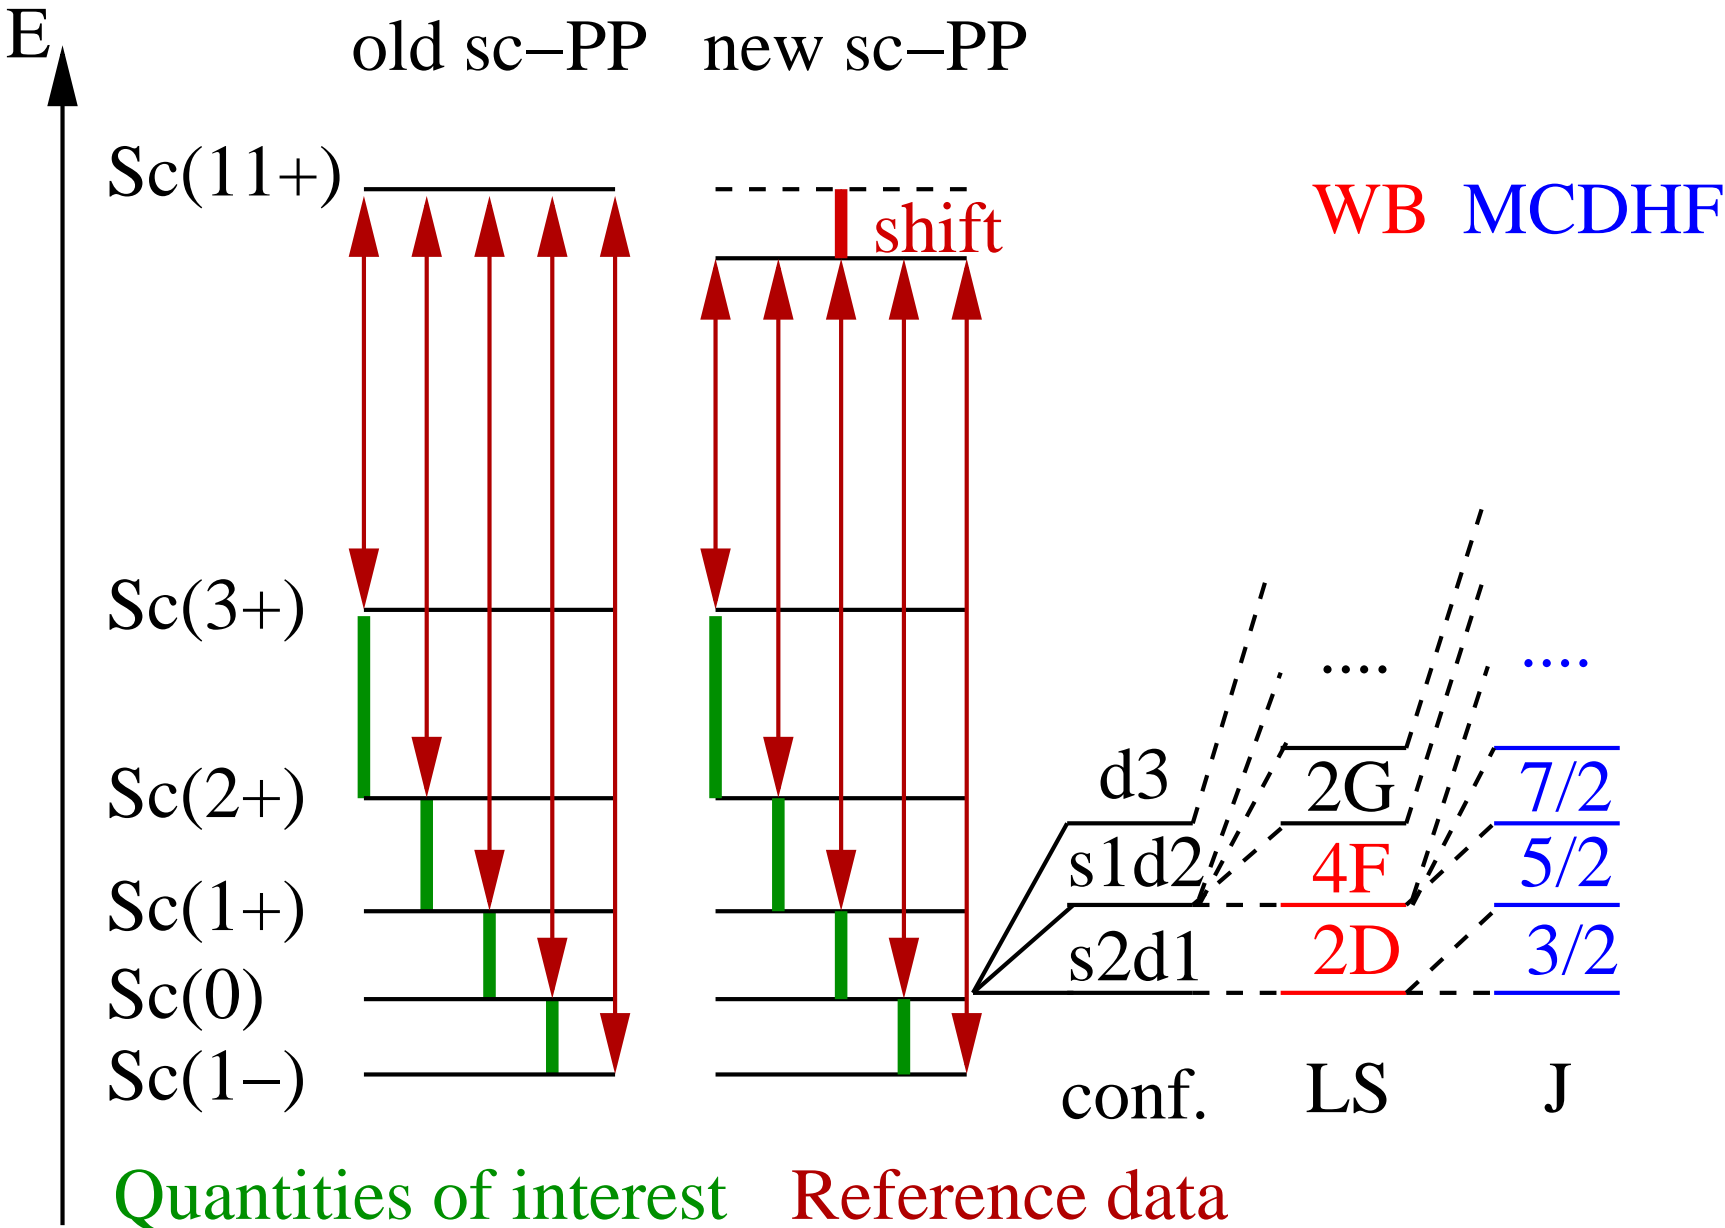 E
old sc−PP
new sc−PP
Sc(11+)
shift
WB MCDHF
Sc(3+)
....
....
Sc(2+)
d3
2G
7/2
s1d2
4F
5/2
Sc(1+)
s2d1
2D
3/2
Sc(0)
Sc(1−)
conf.
LS
J
Quantities of interest
Reference data